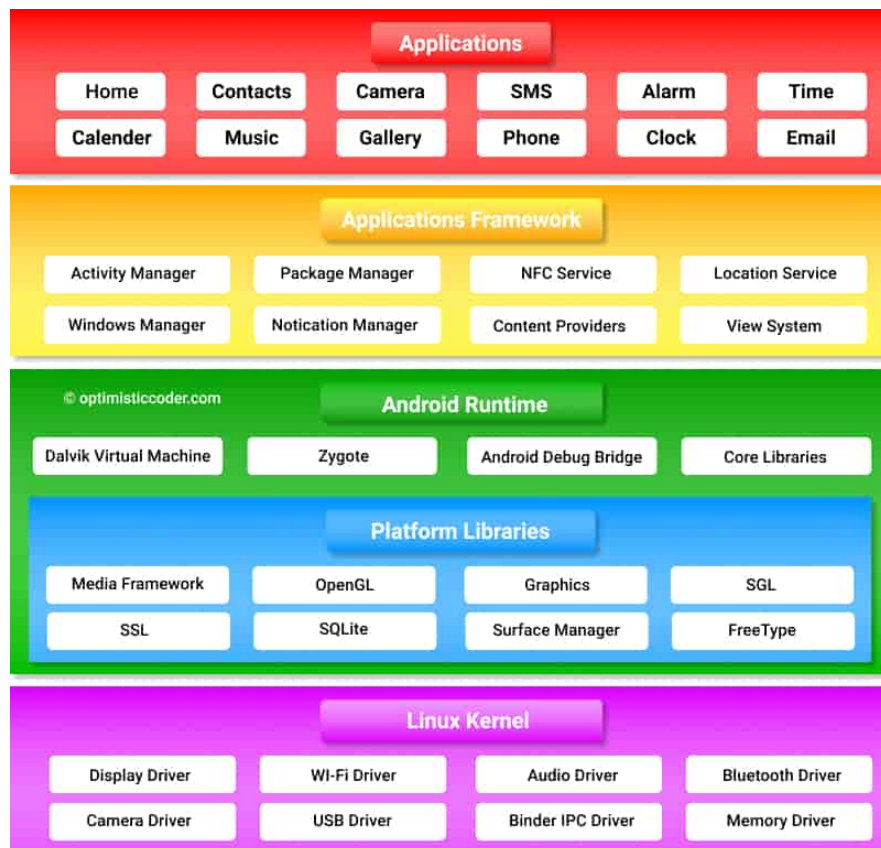 Applications
Home Contacts Camera SMS Alarm Time
Calender Music Gallery Phone Clock Email
Applications Framework
Activity Manager Package Manager NFC Service Location Service
Windows Manager Notication Manager Content Providers View System
© optimisticcoder.com
Android Runtime
Dalvik Virtual Machine Zygote Android Debug Bridge Core Libraries
Platform Libraries
Media Framework OpenGL Graphics SGL
SSL SQLite Surface Manager FreeType
Linux Kernel
Display Driver WI-Fi Driver Audio Driver Bluetooth Driver
Camera Driver USB Driver Binder IPC Driver Memory Driver